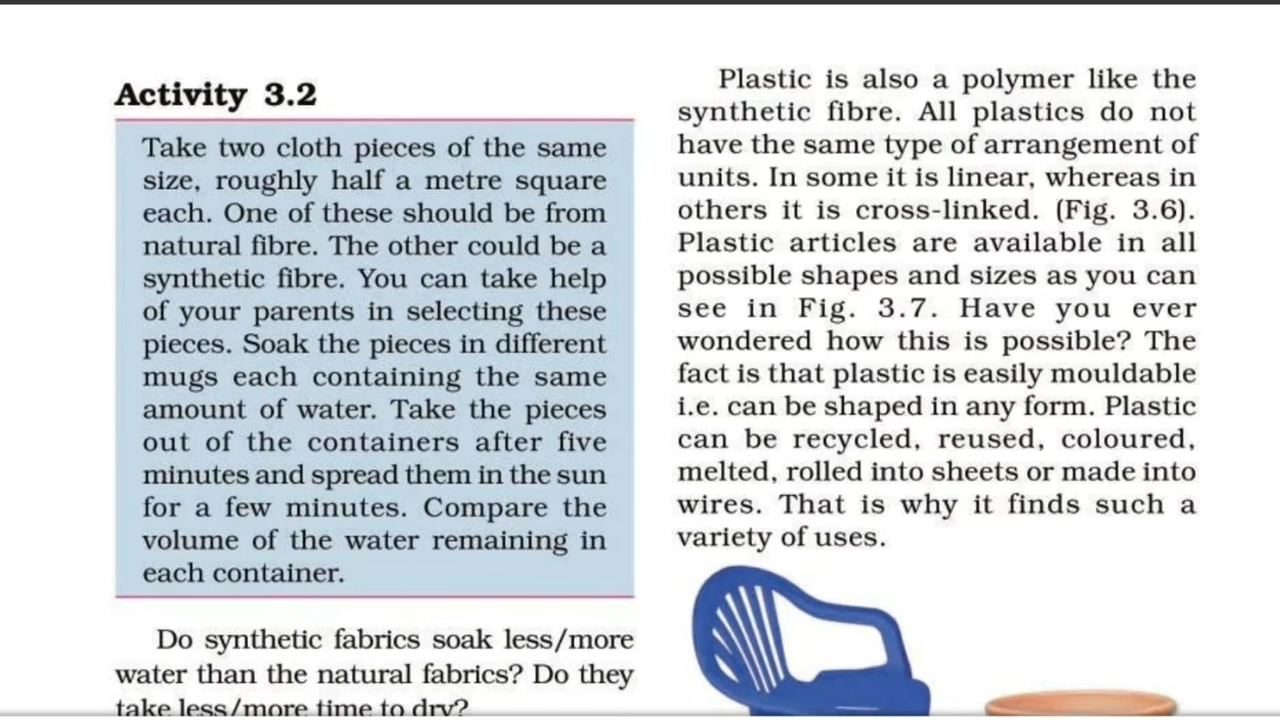 Activity 3.2
Take two cloth pieces of the same
size, roughly half a metre square
each. One of these should be from
natural fibre. The other could be a
synthetic fibre. You can take help
of your parents in selecting these
pieces. Soak the pieces in different
mugs each containing the same
amount of water. Take the pieces
out of the containers after five
minutes and spread them in the sun
for a few minutes. Compare the
volume of the water remaining in
each container.
Do synthetic fabrics soak less/more
water than the natural fabrics? Do they
take less/more time to dry?
Plastic is also a polymer like the
synthetic fibre. All plastics do not
have the same type of arrangement of
units. In some it is linear, whereas in
others it is cross-linked. (Fig. 3.6).
Plastic articles are available in all
possible shapes and sizes as you can
see in Fig. 3.7. Have you ever
wondered how this is possible? The
fact is that plastic is easily mouldable
i.e. can be shaped in any form. Plastic
can be recycled, reused, coloured,
melted, rolled into sheets or made into
wires. That is why it finds such a
variety of uses.